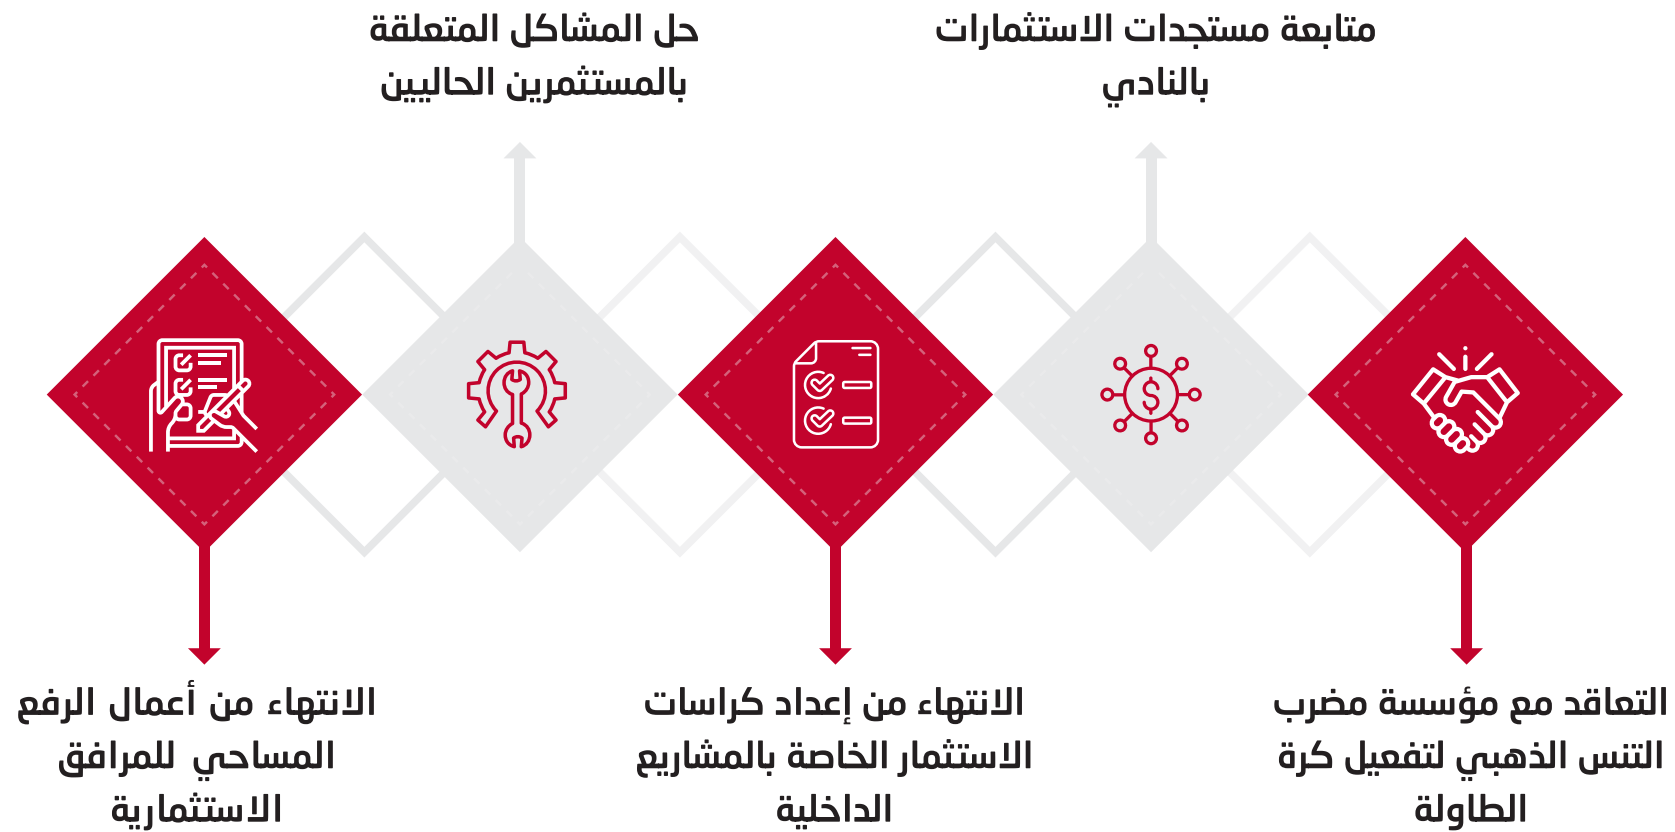 متابعة مستجدات الاستثمارات
بالنادي
حل المشاكل المتعلقة
بالمستثمرين الحاليين
التعاقد مع مؤسسة مضرب
التنس الذهبي لتفعيل كرة
الطاولة
الانتهاء من إعداد كراسات
الاستثمار الخاصة بالمشاريع
الداخلية
الانتهاء من أعمال الرفع
المساحي للمرافق
الاستثمارية